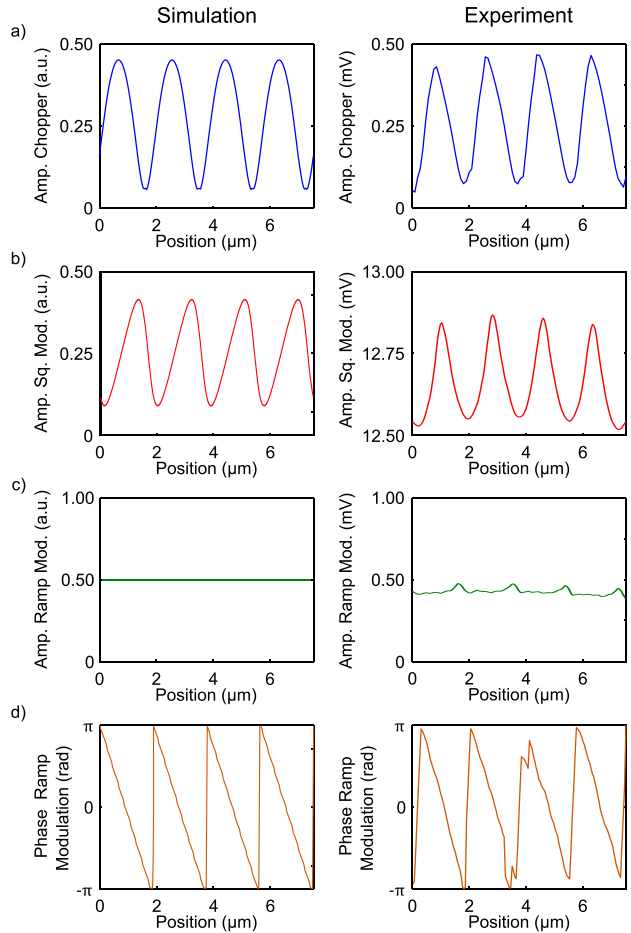 Simulation
Experiment
a)
0.50
0.25
0
Amp. Chopper (a.u.)
0 2 4 6
Position (μm)
0.50
0.25
0
Amp. Chopper (mV)
0 2 4 6
Position (μm)
b)
0.50
0.25
0
Amp. Sq. Mod. (a.u.)
0 2 4 6
Position (μm)
13.00
12.75
12.50
Amp. Sq. Mod. (mV)
0 2 4 6
Position (μm)
c)
1.00
0.50
0
Amp. Ramp Mod. (a.u.)
0 2 4 6
Position (μm)
1.00
0.50
0
Amp. Ramp Mod. (mV)
0 2 4 6
Position (μm)
d)
π
0
-π
Phase Ramp
Modulation (rad)
0 2 4 6
Position (μm)
π
0
-π
Phase Ramp
Modulation (rad)
0 2 4 6
Position (μm)